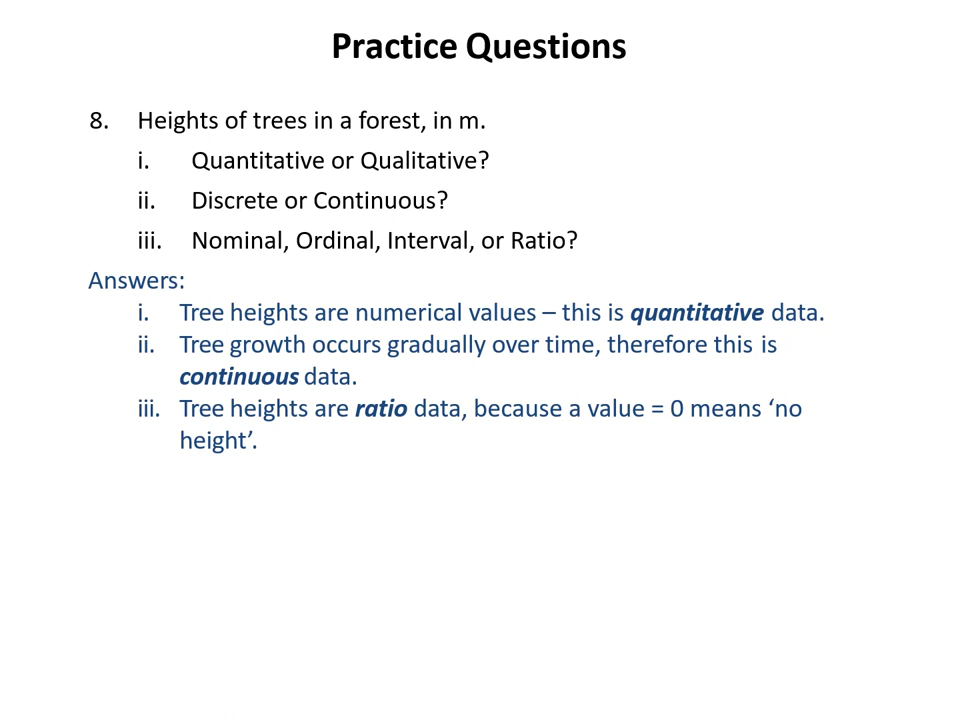 Practice Questions
8. Heights of trees in a forest, in m.
i. Quantitative or Qualitative?
ii. Discrete or Continuous?
iii. Nominal, Ordinal, Interval, or Ratio?
Answers:
i. Tree heights are numerical values – this is quantitative data.
ii. Tree growth occurs gradually over time, therefore this is
continuous data.
iii. Tree heights are ratio data, because a value = 0 means ‘no
height’.